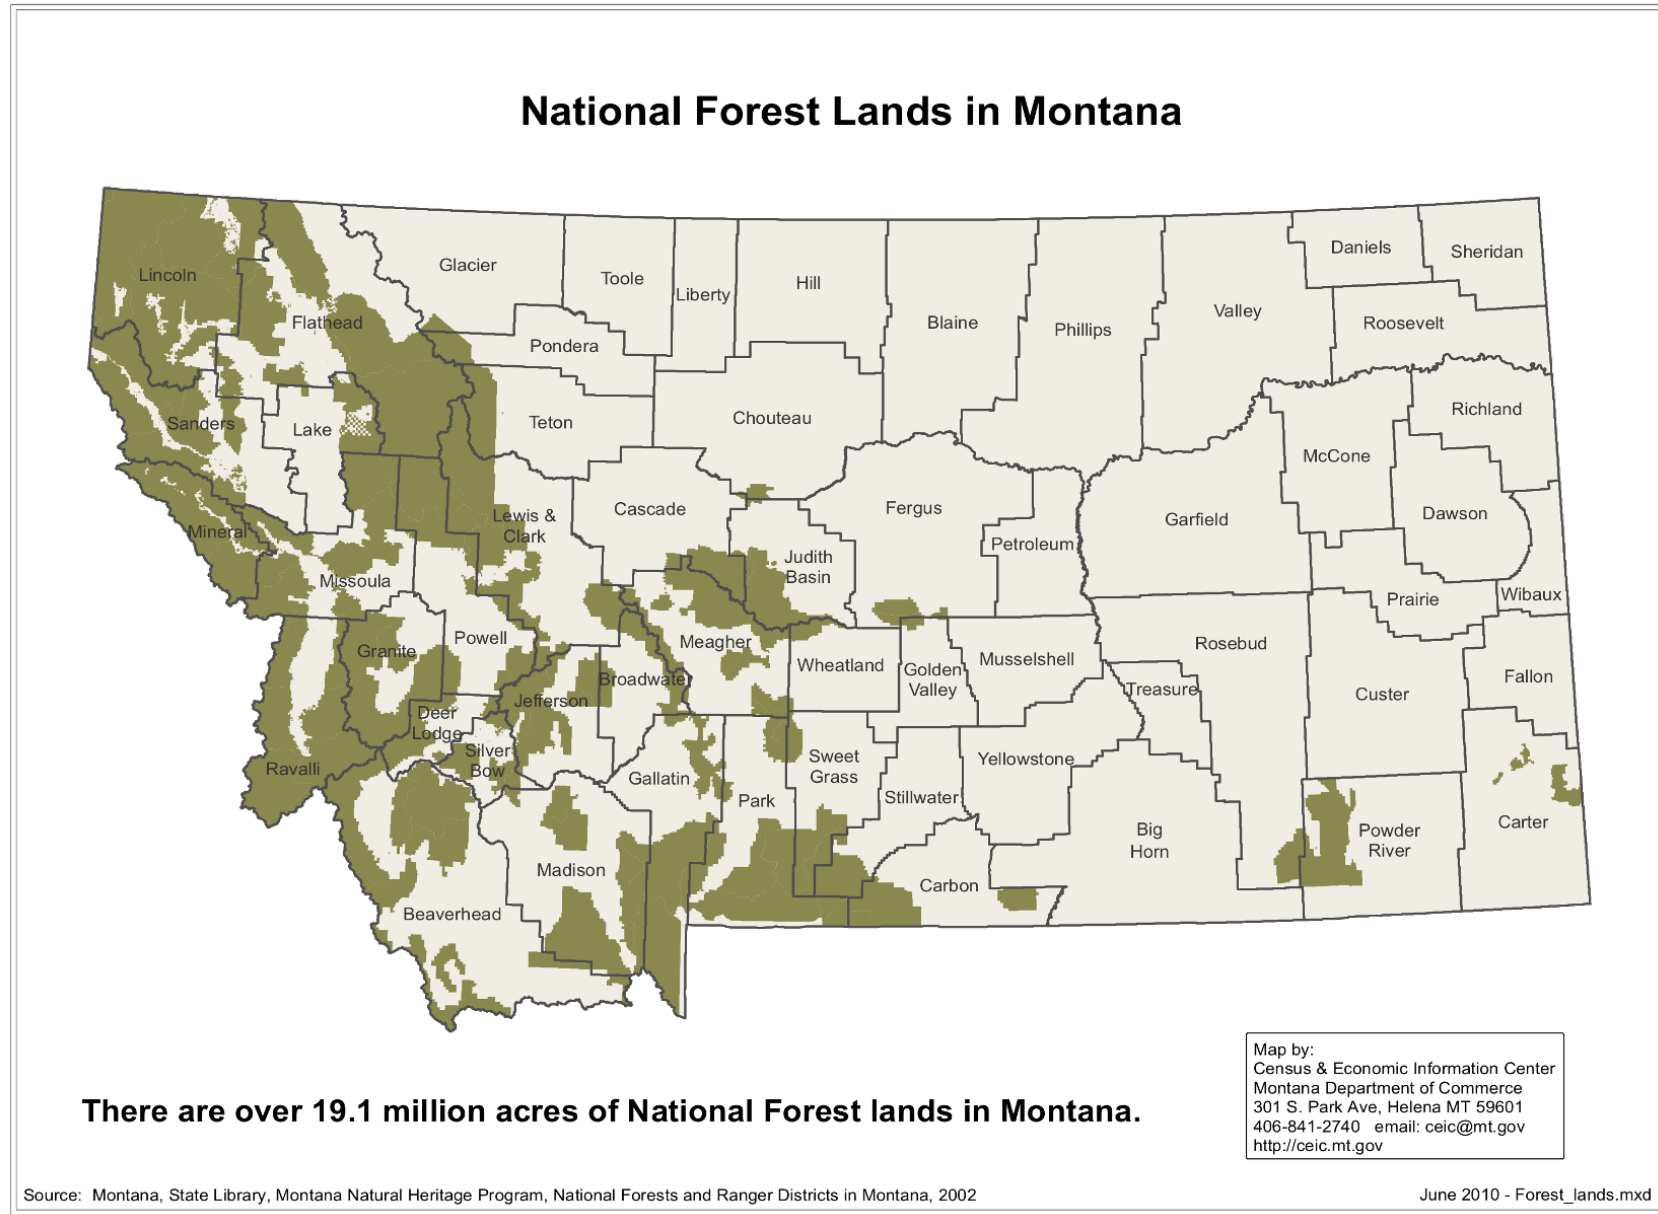 National Forest Lands in Montana
Lincoln
Flathead
Glacier
Toole
Liberty
Hill
Blaine
Phillips
Valley
Daniels
Sheridan
Roosevelt
Pondera
Teton
Chouteau
Sanders
Lake
Richland
McCone
Dawson
Garfield
Fergus
Petroleum
Cascade
Judith
Basin
Lewis &
Clark
Mineral
Missoula
Powell
Granite
Meagher
Wheatland
Golden
Valley
Musselshell
Rosebud
Treasure
Prairie
Wibaux
Fallon
Custer
Broadwater
Jefferson
Deer
Lodge
Silver
Bow
Ravalli
Gallatin
Park
Sweet
Grass
Stillwater
Yellowstone
Big
Horn
Powder
River
Carter
Carbon
Madison
Beaverhead
There are over 19.1 million acres of National Forest lands in Montana.
Map by:
Census & Economic Information Center
Montana Department of Commerce
301 S. Park Ave, Helena MT 59601
406-841-2740 email: ceic@mt.gov
http://ceic.mt.gov
Source: Montana, State Library, Montana Natural Heritage Program, National Forests and Ranger Districts in Montana, 2002
June 2010 - Forest_lands.mxd